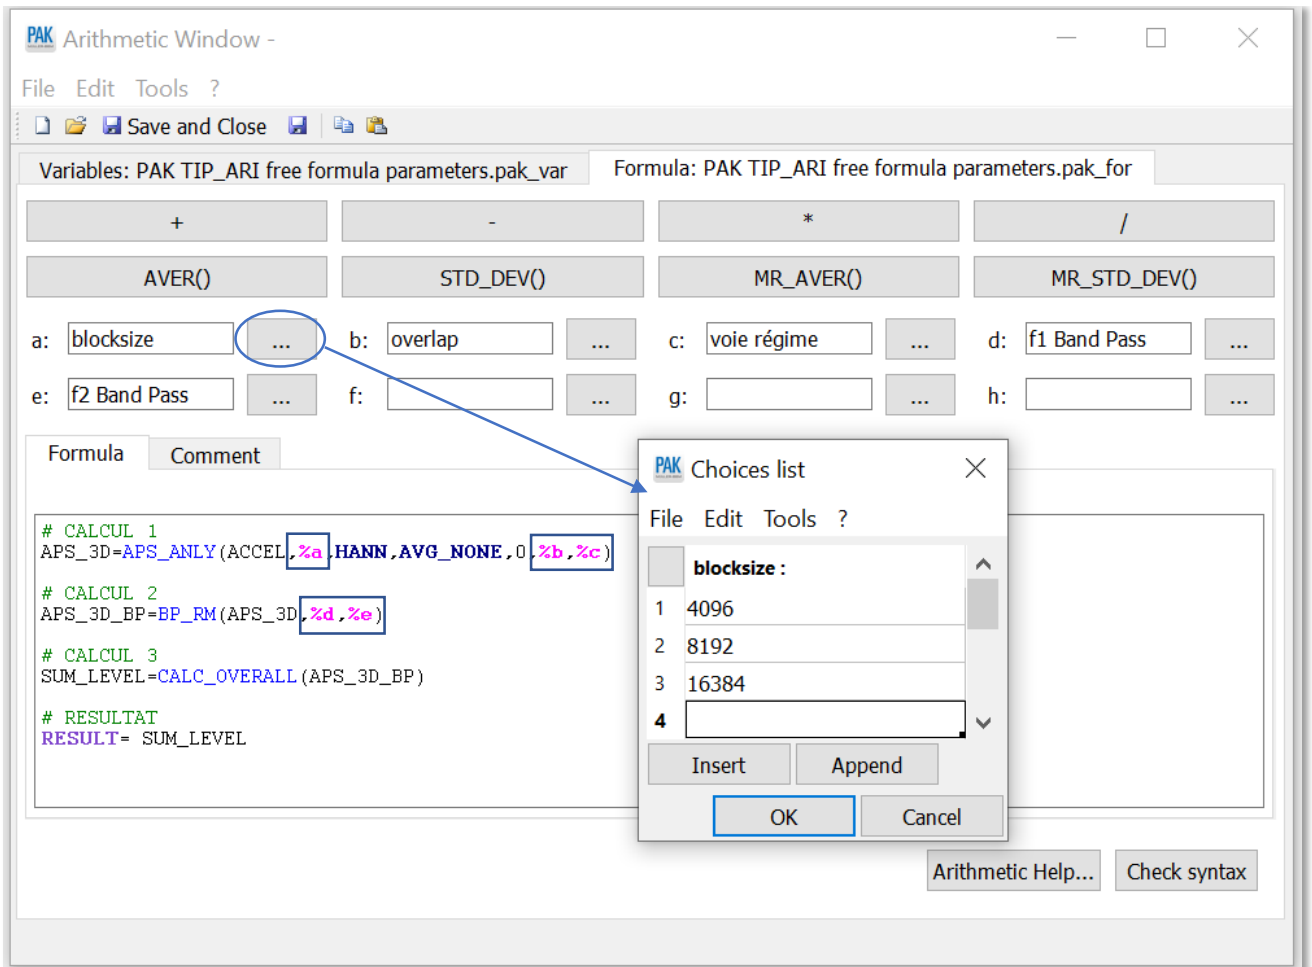 PAK Arithmetic Window -
File Edit Tools ?
Save and Close
Variables: PAK TIP_ARI free formula parameters.pak_var Formula: PAK TIP_ARI free formula parameters.pak_for
+ - * /
AVER() STD_DEV() MR_AVER() MR_STD_DEV()
a: blocksize ... b: overlap ... c: voie régime ... d: f1 Band Pass ...
e: f2 Band Pass ... f: ... g: ... h: ...
Formula Comment
# CALCUL 1
APS_3D=APS_ANLY(ACCEL,%a,HANN,AVG_NONE,0,%b,%c)
# CALCUL 2
APS_3D_BP=BP_RM(APS_3D,%d,%e)
# CALCUL 3
SUM_LEVEL=CALC_OVERALL(APS_3D_BP)
# RESULTAT
RESULT= SUM_LEVEL
PAK Choices list
File Edit Tools ?
blocksize :
1 4096
2 8192
3 16384
4
Insert Append
OK Cancel
Arithmetic Help... Check syntax